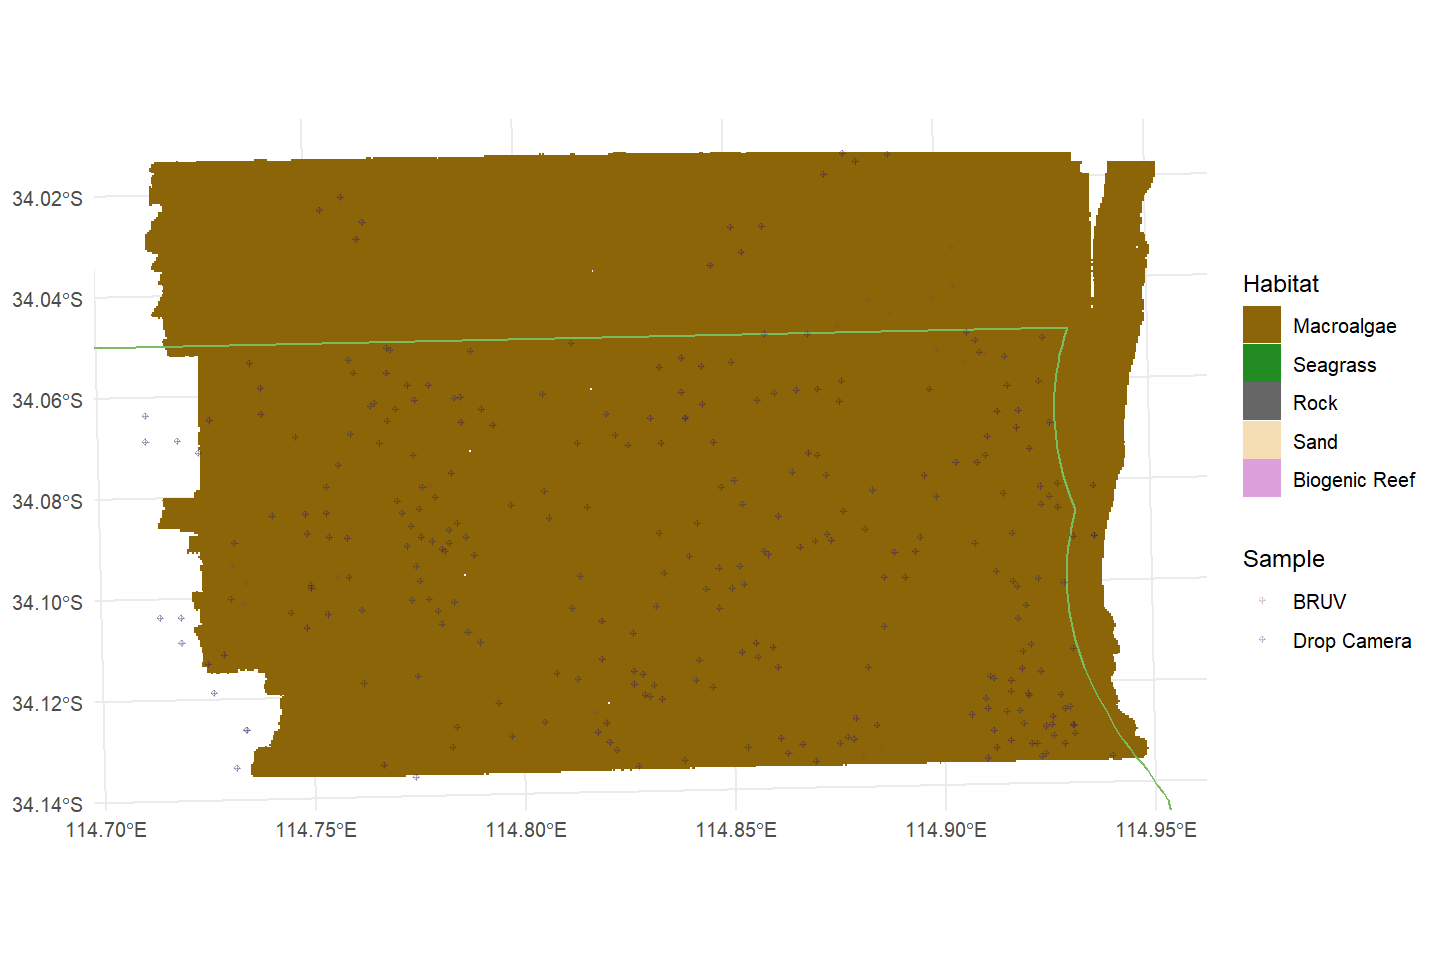 34.02°S
34.04°S
34.06°S
34.08°S
34.10°S
34.12°S
34.14°S
114.70°E
114.75°E
114.80°E
114.85°E
114.90°E
114.95°E
Habitat
Macroalgae
Seagrass
Rock
Sand
Biogenic Reef
Sample
BRUV
Drop Camera